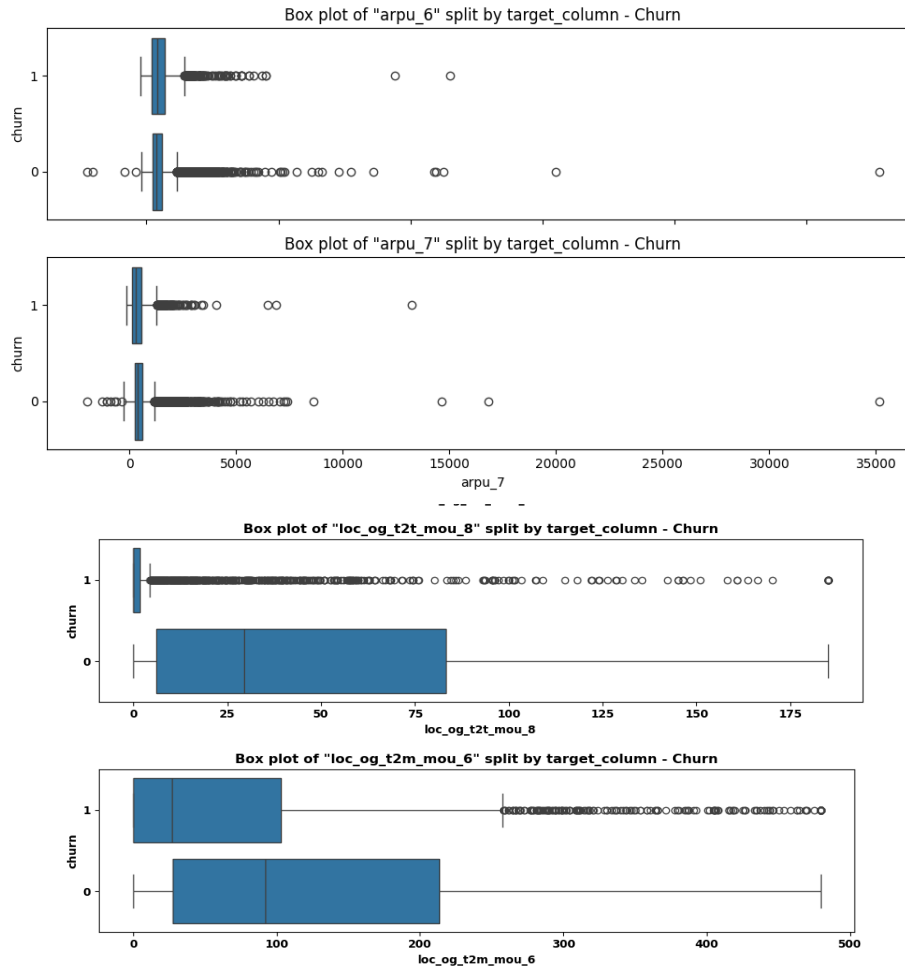 Box plot of "arpu_6" split by target_column - Churn
1
churn
0
Box plot of "arpu_7" split by target_column - Churn
1
churn
0
0 5000 10000 15000 20000 25000 30000 35000
arpu_7
Box plot of "loc_og_t2t_mou_8" split by target_column - Churn
1
churn
0
0 25 50 75 100 125 150 175
loc_og_t2t_mou_8
Box plot of "loc_og_t2m_mou_6" split by target_column - Churn
1
churn
0
0 100 200 300 400 500
loc_og_t2m_mou_6